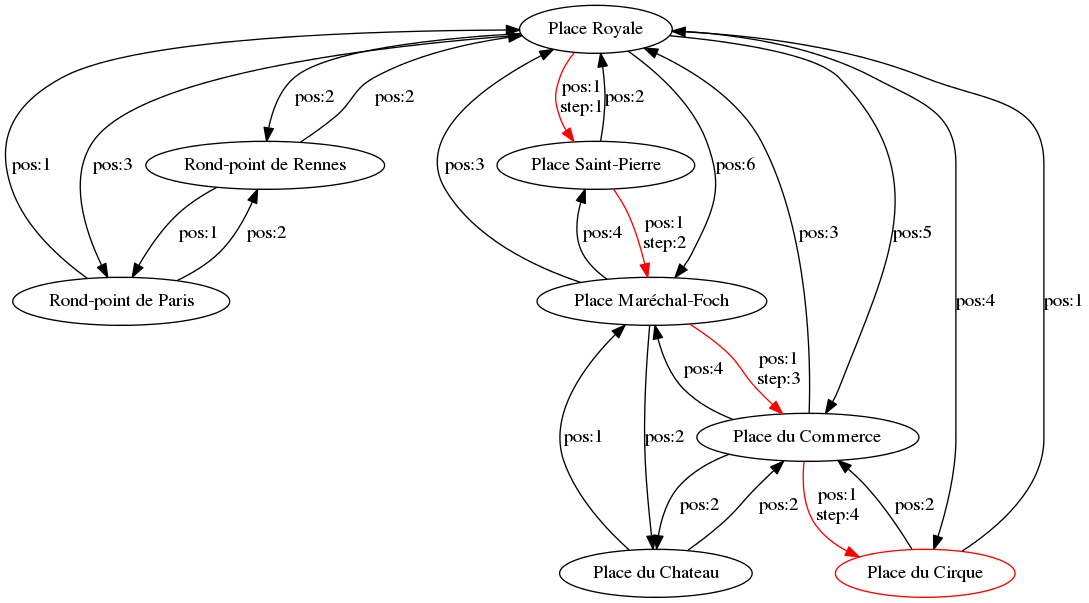 Place Royale
pos:2
pos:2
pos:1
step:1
pos:2
Rond-point de Rennes
Place Saint-Pierre
pos:1
pos:3
pos:3
pos:6
pos:1
pos:2
pos:4
pos:1
step:2
pos:3
pos:5
Rond-point de Paris
Place Maréchal-Foch
pos:4
pos:1
pos:4
pos:1
step:3
Place du Commerce
pos:1
pos:2
pos:2
pos:2
pos:1
step:4
pos:2
Place du Chateau
Place du Cirque